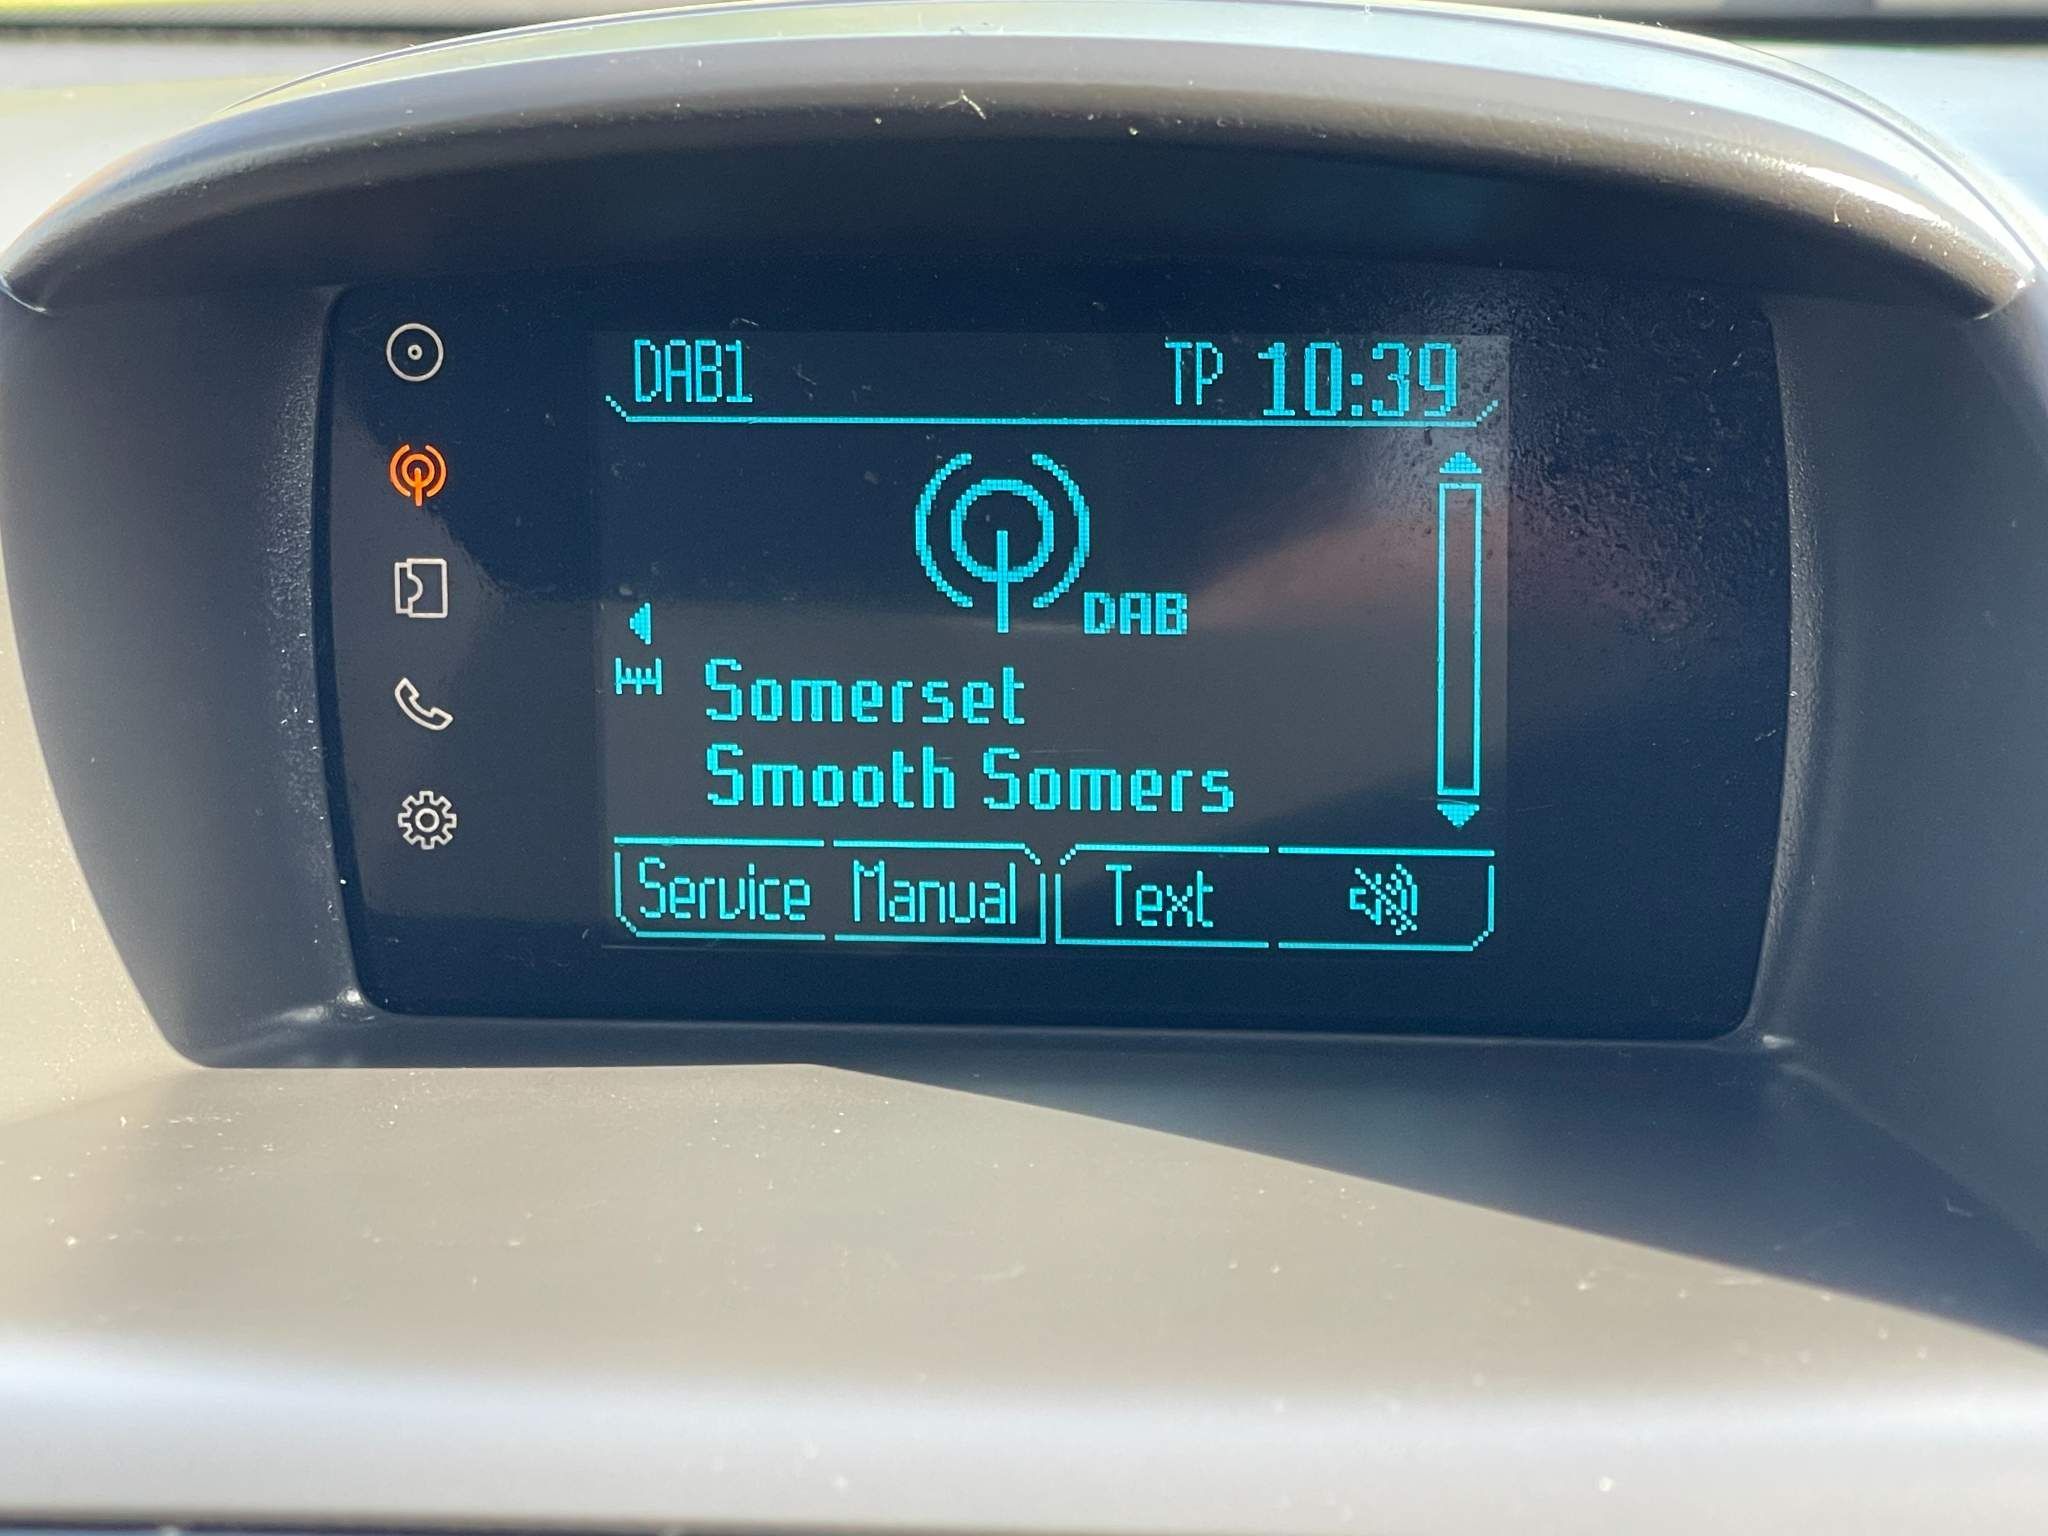 DAB1 TP 10:39
DAB
Somerset
Smooth Somers
Service Manual Text